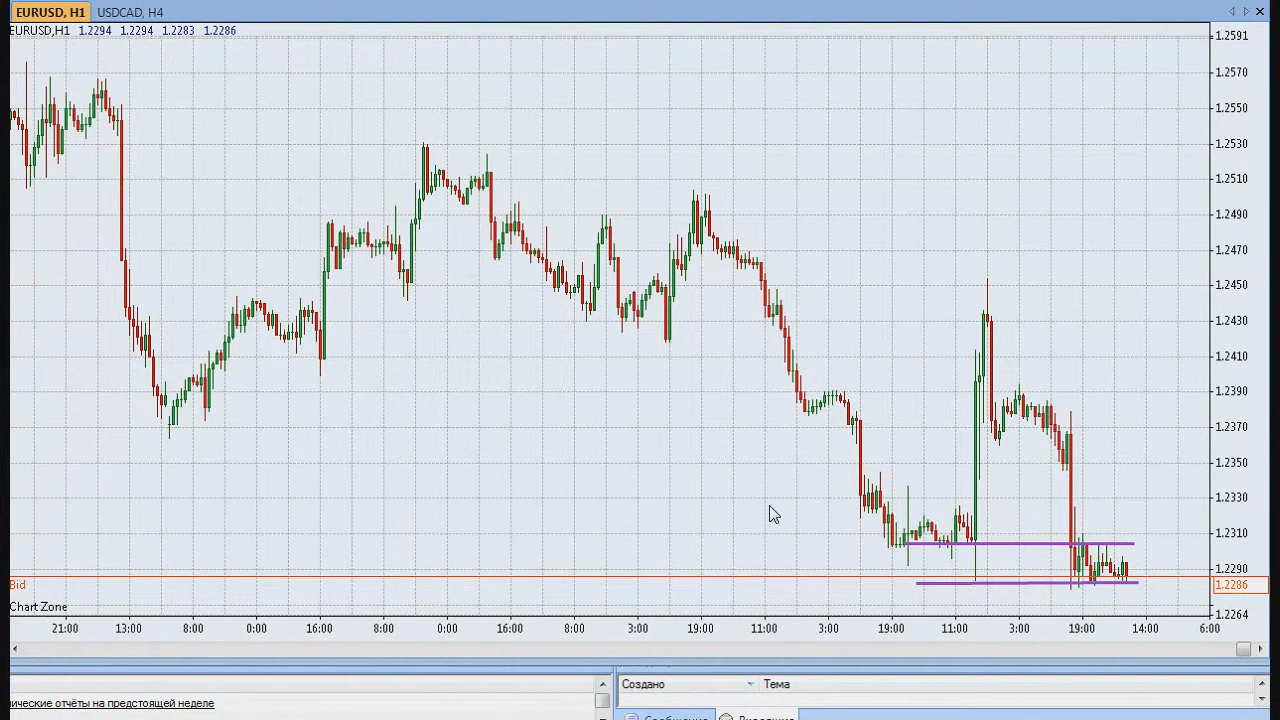 EURUSD, H1 USDCAD, H4
EURUSD,H1 1.2294 1.2294 1.2283 1.2286
1.2591
1.2570
1.2550
1.2530
1.2510
1.2490
1.2470
1.2450
1.2430
1.2410
1.2390
1.2370
1.2350
1.2330
1.2310
1.2290
Bid 1.2286
Chart Zone
1.2264
21:00 13:00 8:00 0:00 16:00 8:00 0:00 16:00 8:00 3:00 19:00 11:00 3:00 19:00 11:00 3:00 19:00 14:00 6:00
Создано Тема
ические отчёты на предстоящей неделе